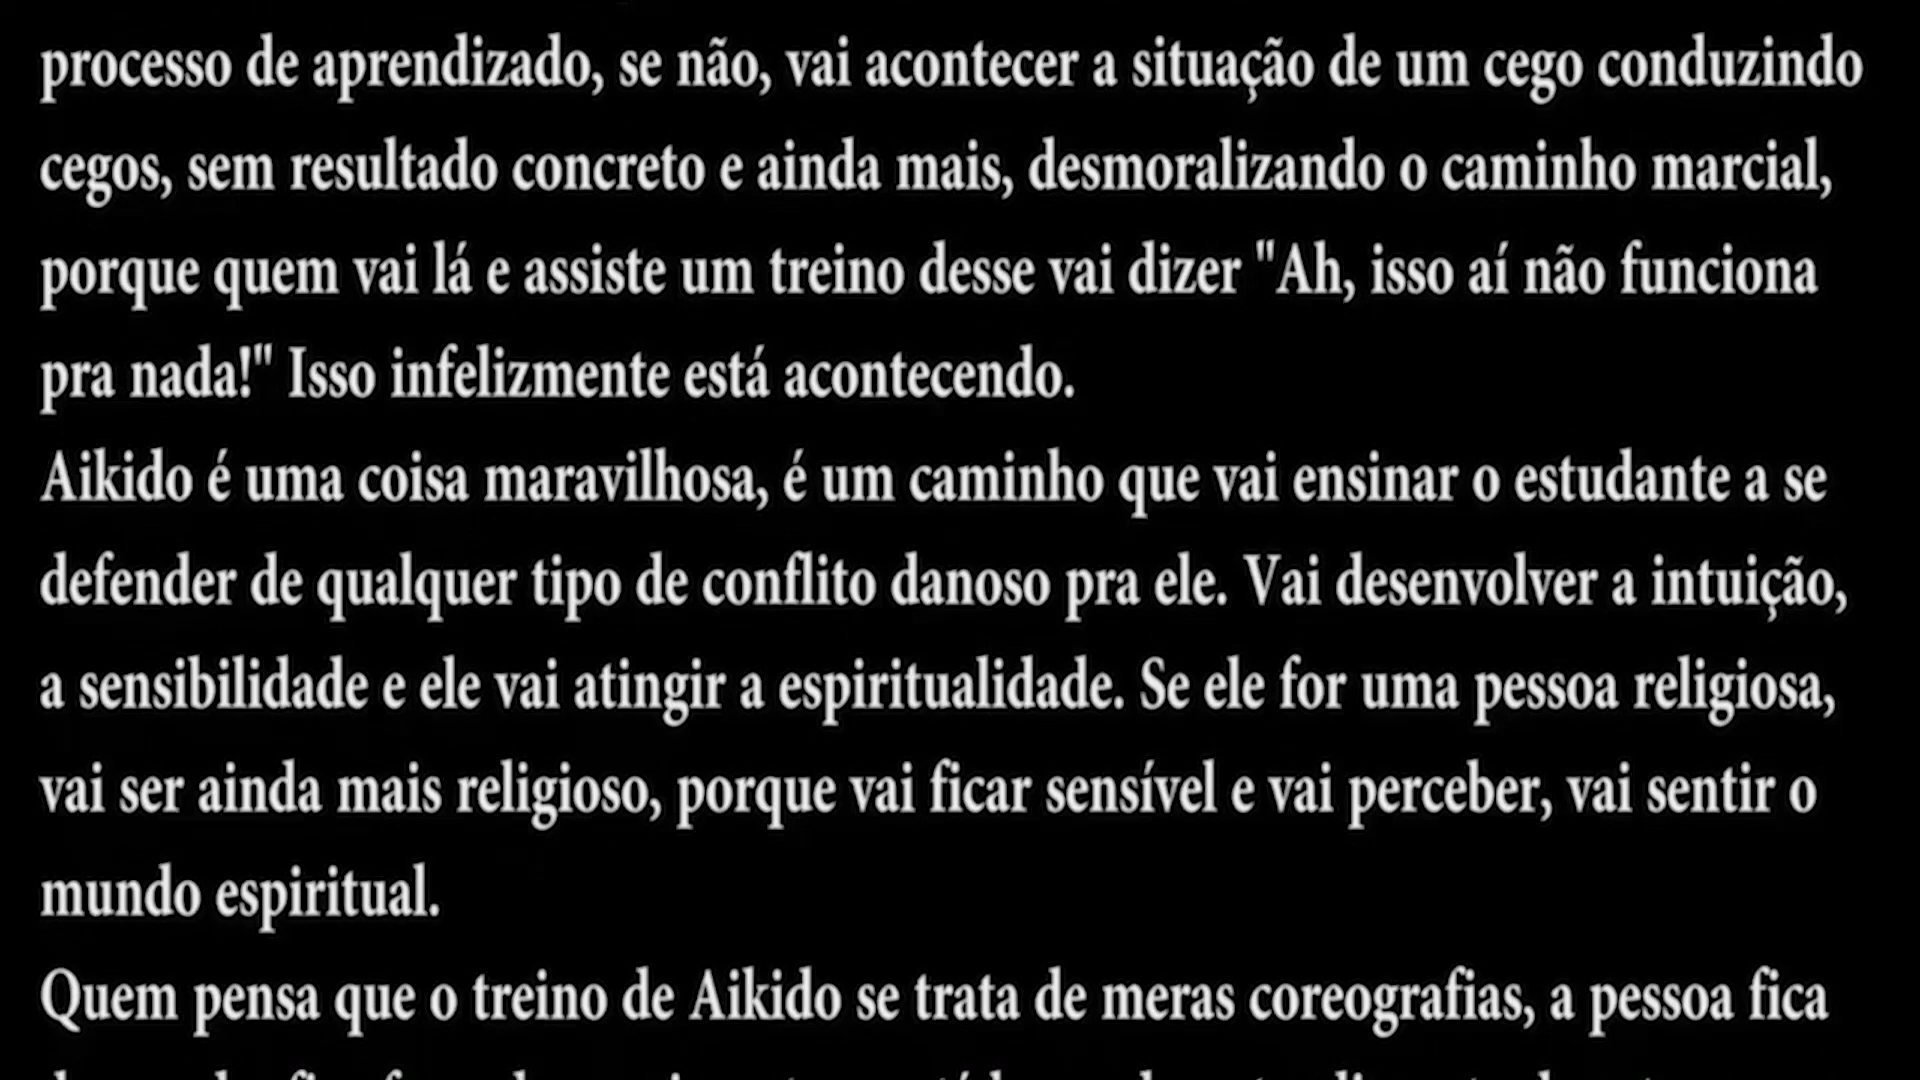 processo de aprendizado, se não, vai acontecer a situação de um cego conduzindo
cegos, sem resultado concreto e ainda mais, desmoralizando o caminho marcial,
porque quem vai lá e assiste um treino desse vai dizer "Ah, isso aí não funciona
pra nada!" Isso infelizmente está acontecendo.
Aikido é uma coisa maravilhosa, é um caminho que vai ensinar o estudante a se
defender de qualquer tipo de conflito danoso pra ele. Vai desenvolver a intuição,
a sensibilidade e ele vai atingir a espiritualidade. Se ele for uma pessoa religiosa,
vai ser ainda mais religioso, porque vai ficar sensível e vai perceber, vai sentir o
mundo espiritual.
Quem pensa que o treino de Aikido se trata de meras coreografias, a pessoa fica